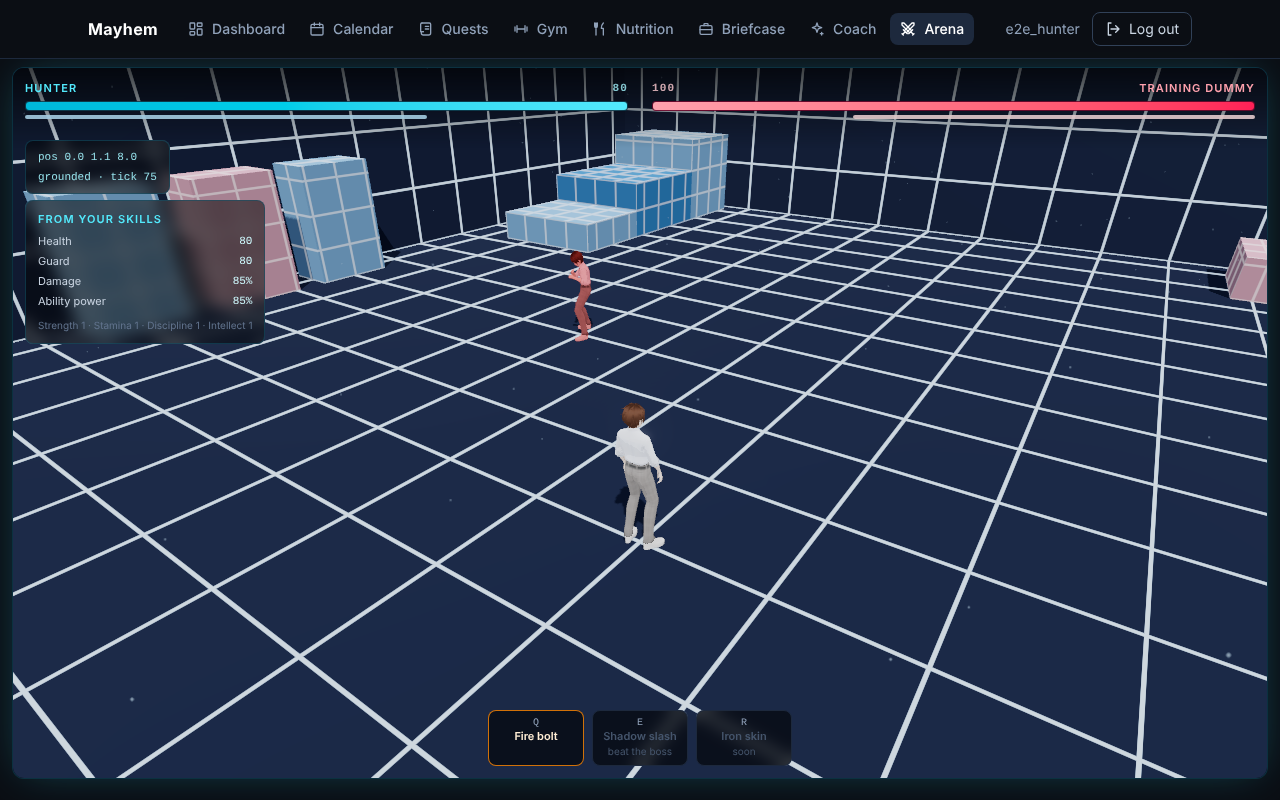 Mayhem Dashboard Calendar Quests Gym Nutrition Briefcase Coach Arena e2e_hunter Log out
HUNTER 80 100 TRAINING DUMMY
pos 0.0 1.1 8.0
grounded · tick 75
FROM YOUR SKILLS
Health 80
Guard 80
Damage 85%
Ability power 85%
Strength 1 · Stamina 1 · Discipline 1 · Intellect 1
Q E R
Fire bolt Shadow slash Iron skin
beat the boss soon